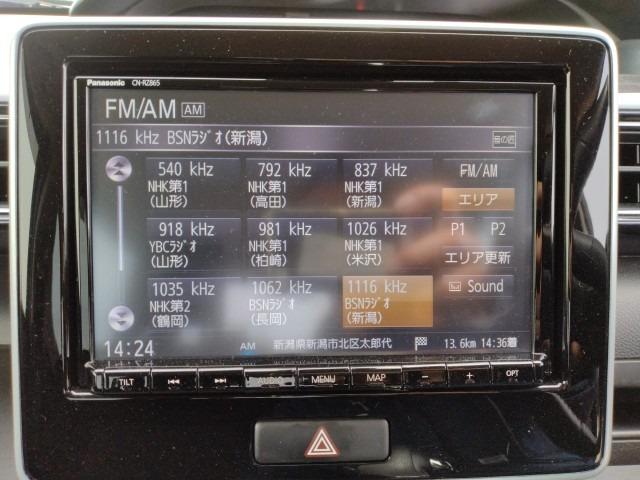 Panasonic CN-RZ865
FM/AM AM
1116 kHz BSNラジオ(新潟)
音の匠
540 kHz
NHK第1
(山形)
792 kHz
NHK第1
(高田)
837 kHz
NHK第1
(新潟)
FM/AM
エリア
918 kHz
YBCラジオ
(山形)
981 kHz
NHK第1
(柏崎)
1026 kHz
NHK第1
(米沢)
P1 P2
エリア更新
1035 kHz
NHK第2
(鶴岡)
1062 kHz
BSNラジオ
(長岡)
1116 kHz
BSNラジオ
(新潟)
Sound
14:24 AM 新潟県新潟市北区太郎代 13.6km 14:36着
TILT AUDIO MENU MAP - + OPT